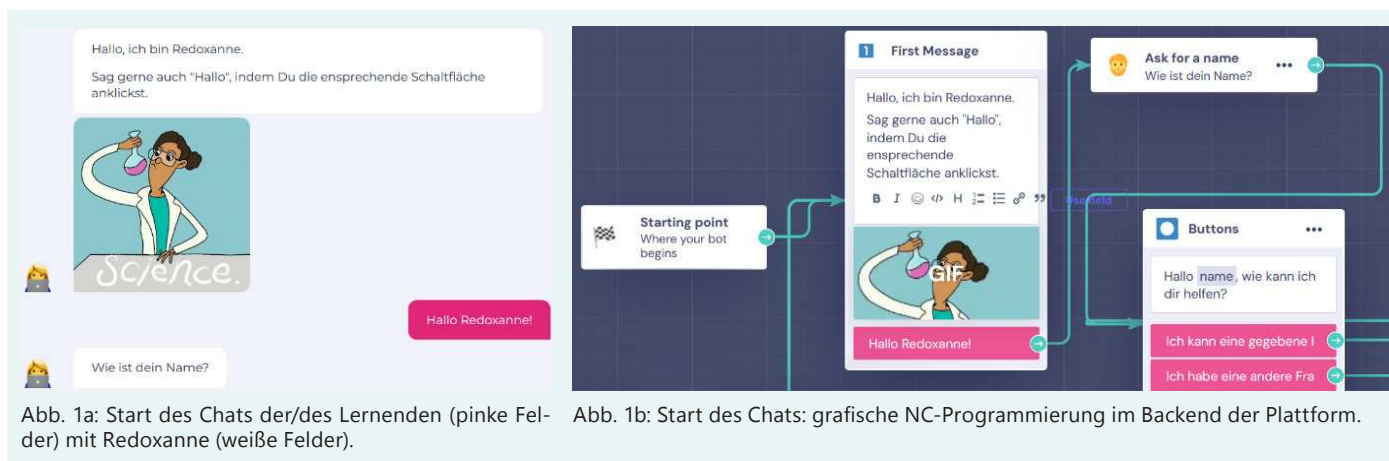 Hallo, ich bin Redoxanne.
Sag gerne auch "Hallo", indem Du die ensprechende Schaltfläche
anklickst.
Science.
Hallo Redoxanne!
Wie ist dein Name?
Starting point
Where your bot
begins
1 First Message
Hallo, ich bin Redoxanne.
Sag gerne auch "Hallo",
indem Du die
ensprechende
Schaltfläche anklickst.
B I H
GIF
Hallo Redoxanne!
Ask for a name
Wie ist dein Name?
Buttons
Hallo name, wie kann ich
dir helfen?
Ich kann eine gegebene
Ich habe eine andere Fra
Abb. 1a: Start des Chats der/des Lernenden (pinke Fel-
der) mit Redoxanne (weiße Felder).
Abb. 1b: Start des Chats: grafische NC-Programmierung im Backend der Plattform.